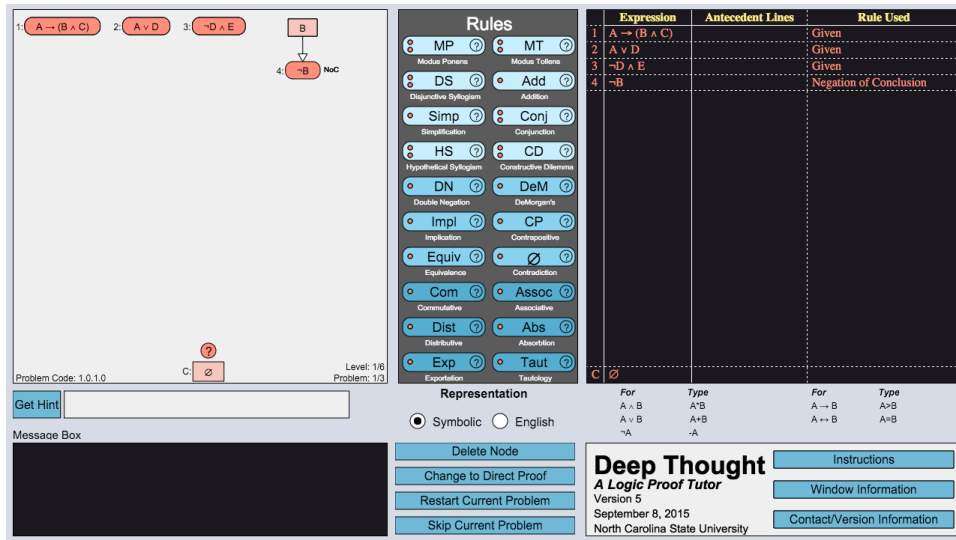 1: A → (B ∧ C) 2: A ∨ D 3: ¬D ∧ E B
4: ¬B NoC
?
C: ∅
Problem Code: 1.0.1.0
Level: 1/6
Problem: 1/3
Get Hint
Message Box
Rules
MP ? MT ?
Modus Ponens Modus Tollens
DS ? Add ?
Disjunctive Syllogism Addition
Simp ? Conj ?
Simplification Conjunction
HS ? CD ?
Hypothetical Syllogism Constructive Dilemma
DN ? DeM ?
Double Negation DeMorgan's
Impl ? CP ?
Implication Contrapositive
Equiv ? ∅ ?
Equivalence Contradiction
Com ? Assoc ?
Commutative Associative
Dist ? Abs ?
Distributive Absorbtion
Exp ? Taut ?
Exportation Tautology
Representation
Symbolic English
Delete Node
Change to Direct Proof
Restart Current Problem
Skip Current Problem
Expression Antecedent Lines Rule Used
1 A → (B ∧ C) Given
2 A ∨ D Given
3 ¬D ∧ E Given
4 ¬B Negation of Conclusion
C ∅
For Type For Type
A ∧ B A*B A → B A>B
A ∨ B A+B A ↔ B A=B
¬A -A
Deep Thought
A Logic Proof Tutor
Version 5
September 8, 2015
North Carolina State University
Instructions
Window Information
Contact/Version Information